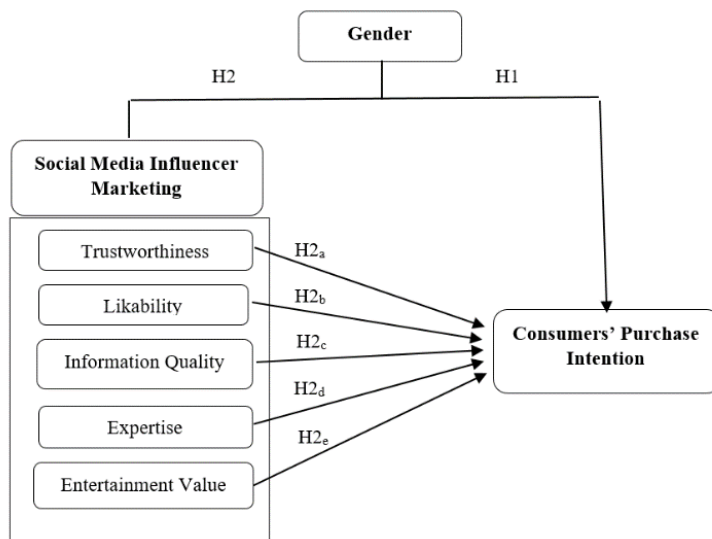 Gender
H2
H1
Social Media Influencer
Marketing
Trustworthiness
H2a
Likability
H2b
Information Quality
H2c
Expertise
H2d
Entertainment Value
H2e
Consumers’ Purchase
Intention